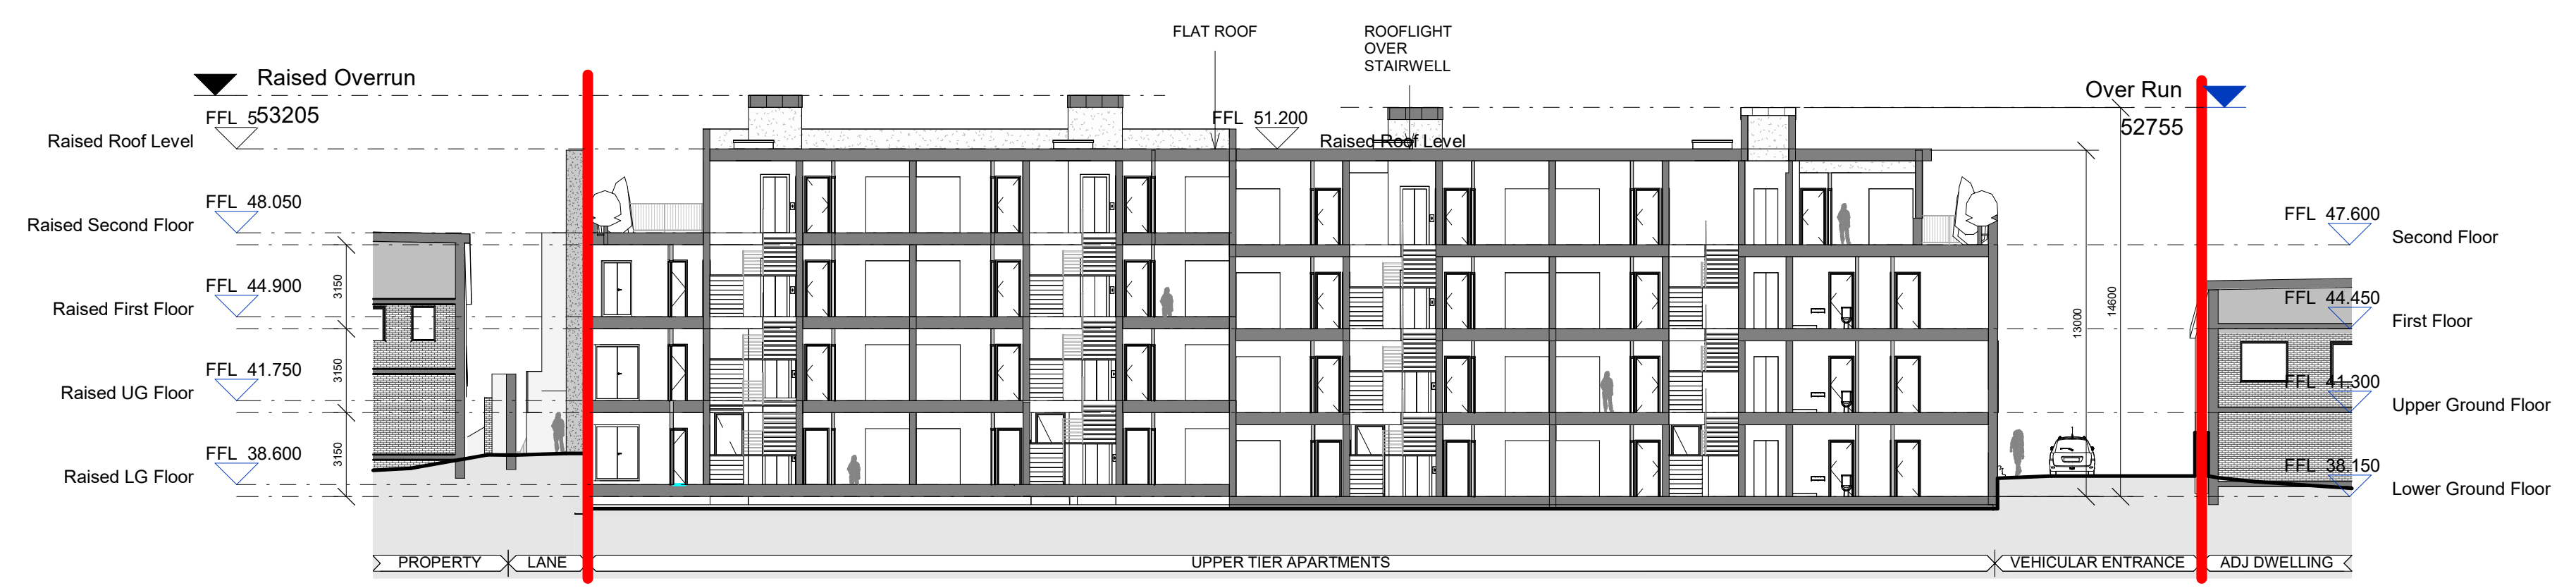 FLAT ROOF
ROOFLIGHT
OVER
STAIRWELL
Raised Overrun
53205
FFL 5
Raised Roof Level
FFL 48.050
Raised Second Floor
FFL 44.900
Raised First Floor
FFL 41.750
Raised UG Floor
FFL 38.600
Raised LG Floor
3150
3150
3150
FFL 51.200
Raised Roof Level
Over Run
52755
13000
14600
FFL 47.600
Second Floor
FFL 44.450
First Floor
FFL 41.300
Upper Ground Floor
FFL 38.150
Lower Ground Floor
PROPERTY
LANE
UPPER TIER APARTMENTS
VEHICULAR ENTRANCE
ADJ DWELLING